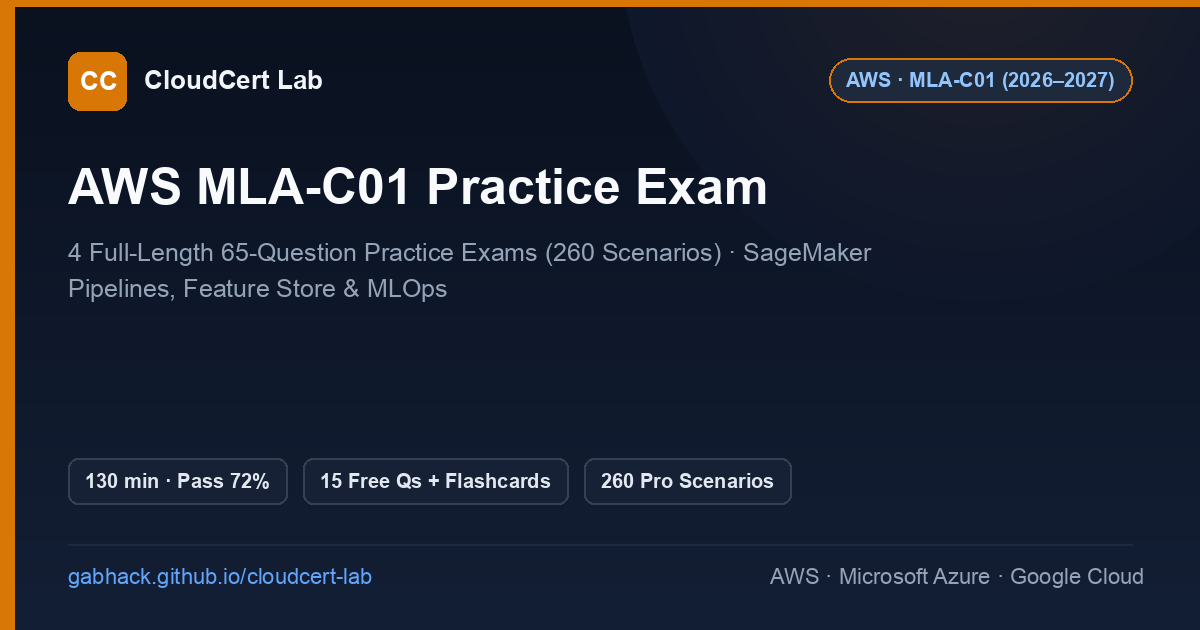 CC
CloudCert Lab
AWS · MLA-C01 (2026–2027)
AWS MLA-C01 Practice Exam
4 Full-Length 65-Question Practice Exams (260 Scenarios) · SageMaker
Pipelines, Feature Store & MLOps
130 min · Pass 72%
15 Free Qs + Flashcards
260 Pro Scenarios
gabhack.github.io/cloudcert-lab
AWS · Microsoft Azure · Google Cloud